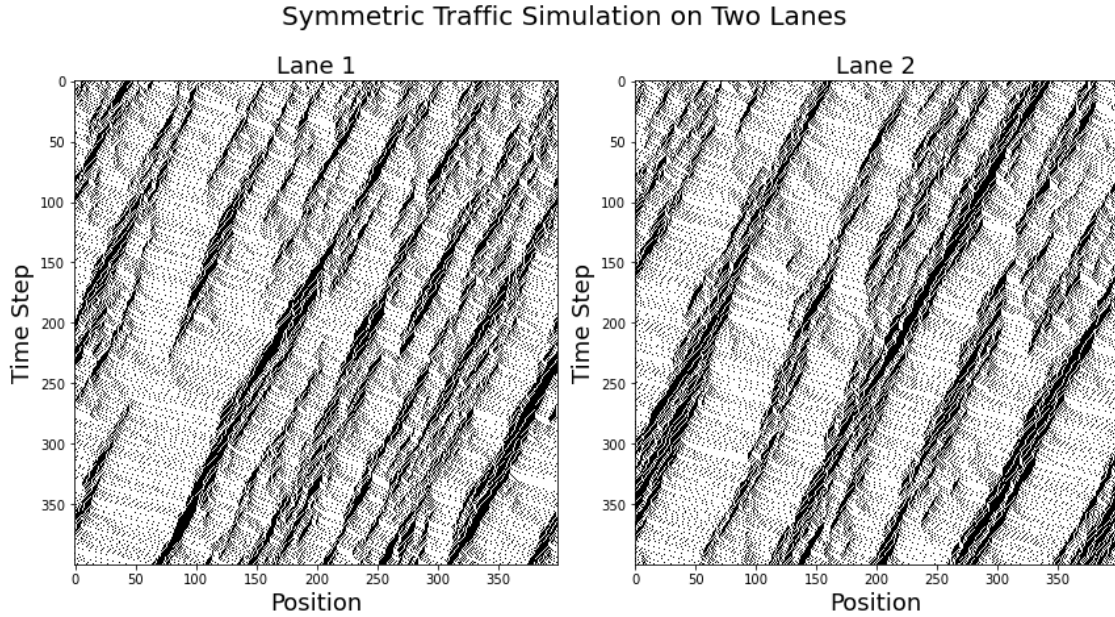 Symmetric Traffic Simulation on Two Lanes
Lane 1
Lane 2
0
50
100
150
200
250
300
350
Time Step
0 50 100 150 200 250 300 350
Position
0
50
100
150
200
250
300
350
Time Step
0 50 100 150 200 250 300 350
Position